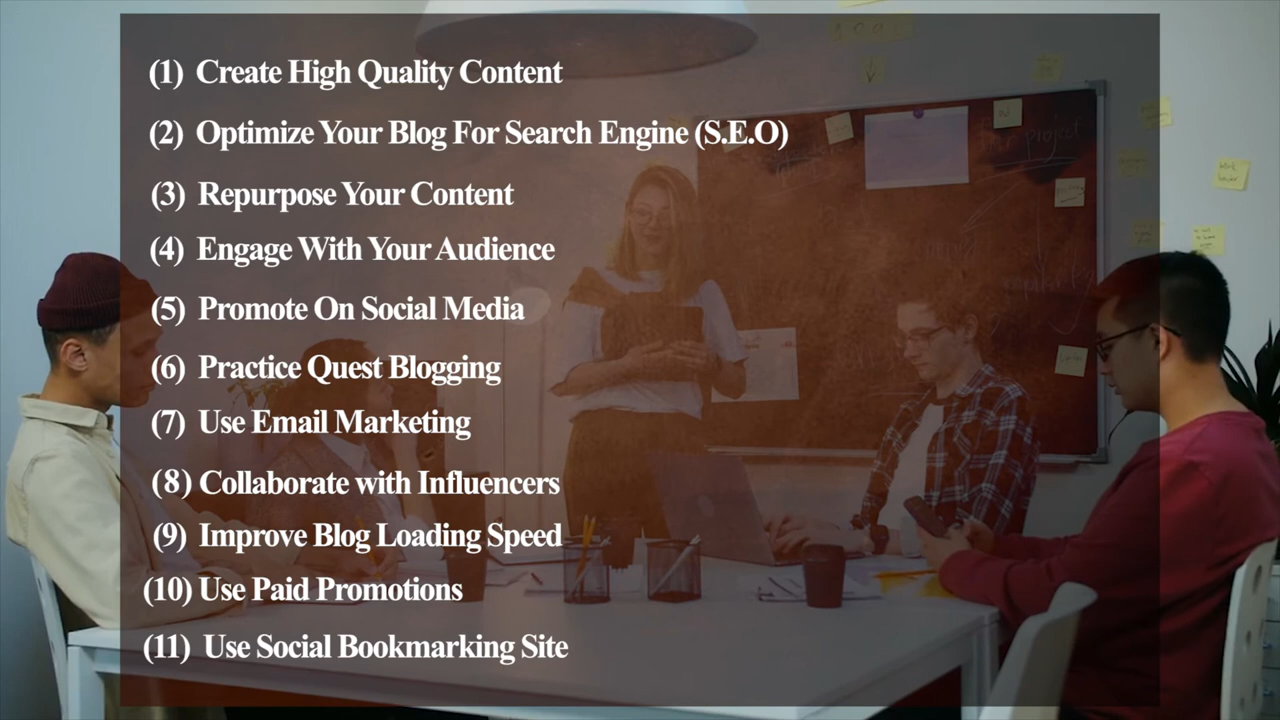 (1) Create High Quality Content
(2) Optimize Your Blog For Search Engine (S.E.O)
(3) Repurpose Your Content
(4) Engage With Your Audience
(5) Promote On Social Media
(6) Practice Quest Blogging
(7) Use Email Marketing
(8) Collaborate with Influencers
(9) Improve Blog Loading Speed
(10) Use Paid Promotions
(11) Use Social Bookmarking Site